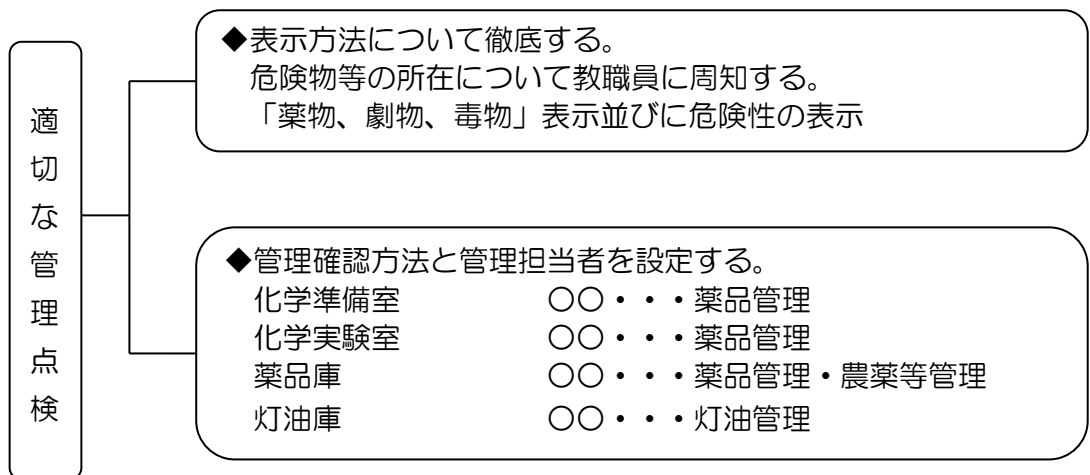 適切な管理点検
◆表示方法について徹底する。
危険物等の所在について教職員に周知する。
「薬物、劇物、毒物」表示並びに危険性の表示
◆管理確認方法と管理担当者を設定する。
化学準備室 〇〇・・・薬品管理
化学実験室 〇〇・・・薬品管理
薬品庫 〇〇・・・薬品管理・農薬等管理
灯油庫 〇〇・・・灯油管理